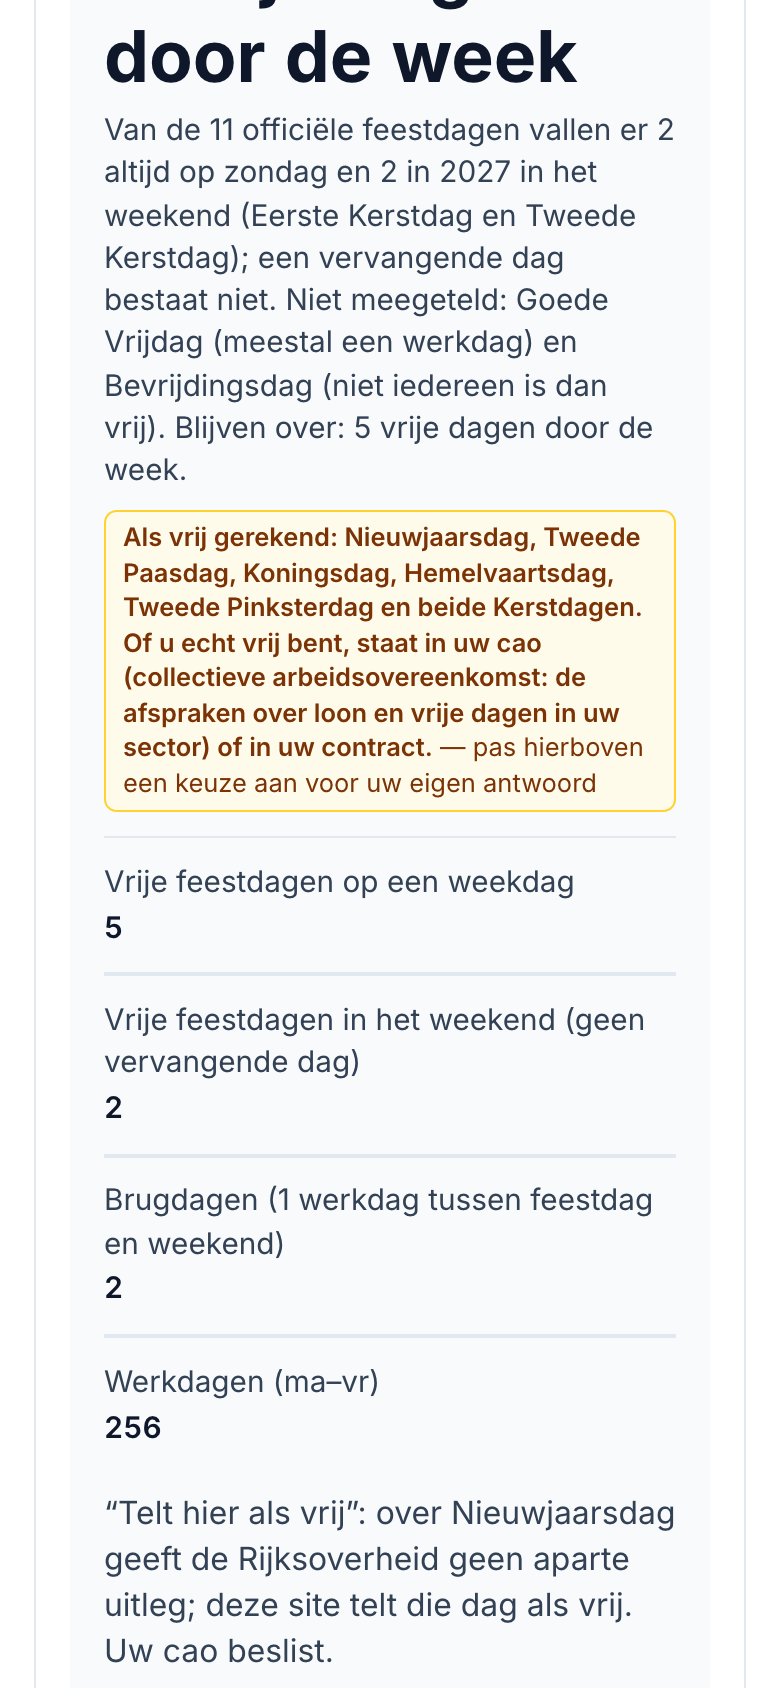 door de week
Van de 11 officiële feestdagen vallen er 2
altijd op zondag en 2 in 2027 in het
weekend (Eerste Kerstdag en Tweede
Kerstdag); een vervangende dag
bestaat niet. Niet meegeteld: Goede
Vrijdag (meestal een werkdag) en
Bevrijdingsdag (niet iedereen is dan
vrij). Blijven over: 5 vrije dagen door de
week.
Als vrij gerekend: Nieuwjaarsdag, Tweede
Paasdag, Koningsdag, Hemelvaartsdag,
Tweede Pinksterdag en beide Kerstdagen.
Of u echt vrij bent, staat in uw cao
(collectieve arbeidsovereenkomst: de
afspraken over loon en vrije dagen in uw
sector) of in uw contract. — pas hierboven
een keuze aan voor uw eigen antwoord
Vrije feestdagen op een weekdag
5
Vrije feestdagen in het weekend (geen
vervangende dag)
2
Brugdagen (1 werkdag tussen feestdag
en weekend)
2
Werkdagen (ma–vr)
256
“Telt hier als vrij”: over Nieuwjaarsdag
geeft de Rijksoverheid geen aparte
uitleg; deze site telt die dag als vrij.
Uw cao beslist.